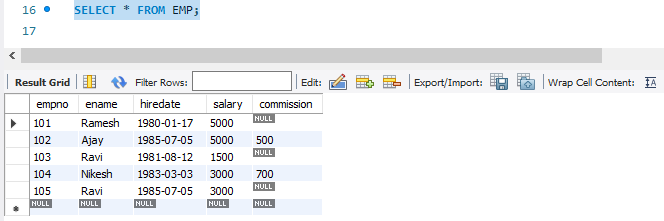 16 SELECT * FROM EMP;
17
Result Grid Filter Rows: Edit: Export/Import: Wrap Cell Content:
empno ename hiredate salary commission
101 Ramesh 1980-01-17 5000 NULL
102 Ajay 1985-07-05 5000 500
103 Ravi 1981-08-12 1500 NULL
104 Nikesh 1983-03-03 3000 700
105 Ravi 1985-07-05 3000 NULL
NULL NULL NULL NULL NULL